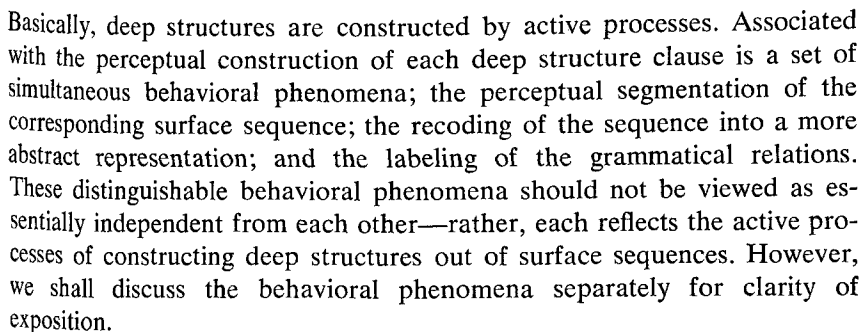 Basically, deep structures are constructed by active processes. Associated
with the perceptual construction of each deep structure clause is a set of
simultaneous behavioral phenomena; the perceptual segmentation of the
corresponding surface sequence; the recoding of the sequence into a more
abstract representation; and the labeling of the grammatical relations.
These distinguishable behavioral phenomena should not be viewed as es-
sentially independent from each other—rather, each reflects the active pro-
cesses of constructing deep structures out of surface sequences. However,
we shall discuss the behavioral phenomena separately for clarity of
exposition.